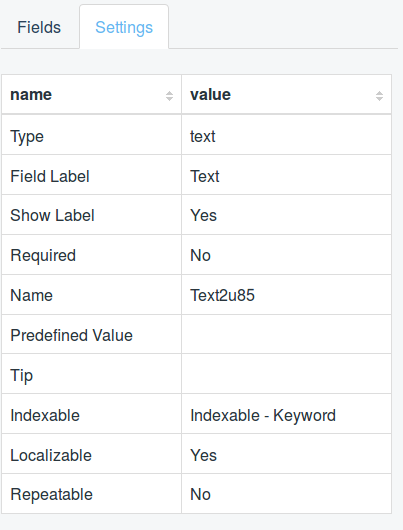 Fields Settings
name value
Type text
Field Label Text
Show Label Yes
Required No
Name Text2u85
Predefined Value
Tip
Indexable Indexable - Keyword
Localizable Yes
Repeatable No